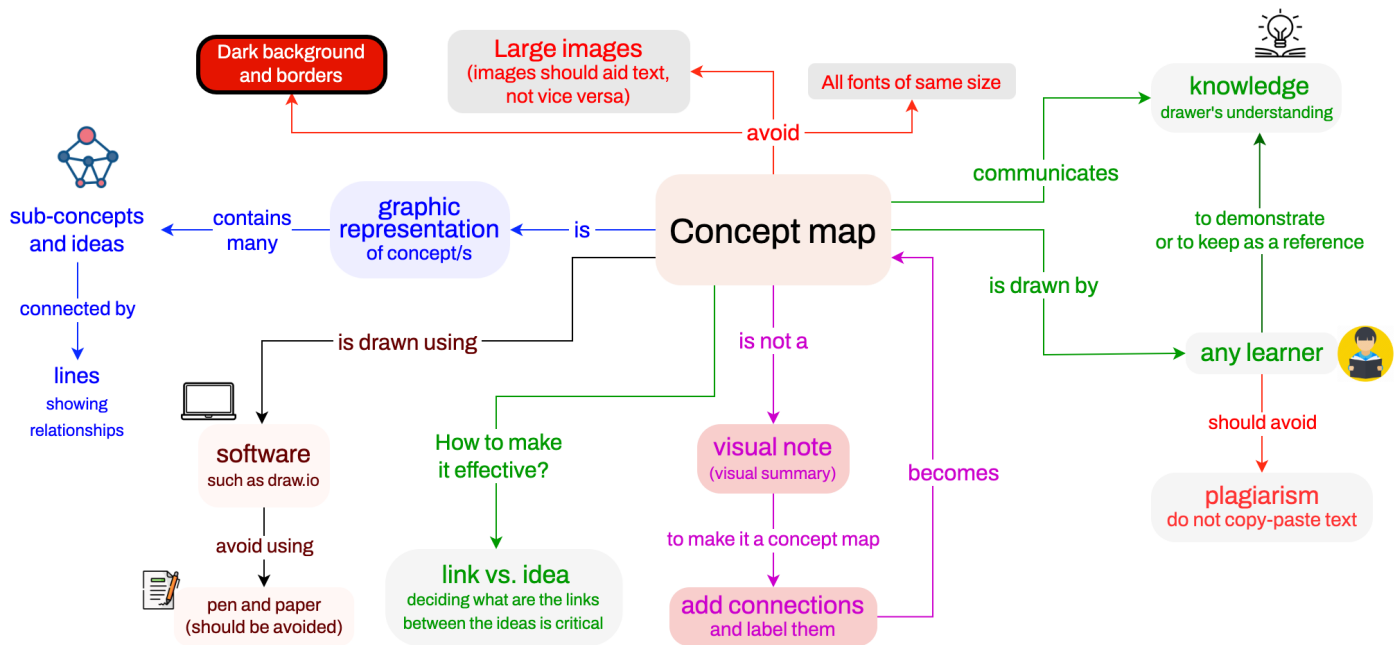 Dark background
and borders
Large images
(images should aid text,
not vice versa)
All fonts of same size
avoid
knowledge
drawer's understanding
communicates
to demonstrate
or to keep as a reference
Concept map
is
graphic
representation
of concept/s
contains
many
sub-concepts
and ideas
connected by
lines
showing
relationships
is drawn using
software
such as draw.io
avoid using
pen and paper
(should be avoided)
How to make
it effective?
link vs. idea
deciding what are the links
between the ideas is critical
is not a
visual note
(visual summary)
to make it a concept map
add connections
and label them
becomes
is drawn by
any learner
should avoid
plagiarism
do not copy-paste text